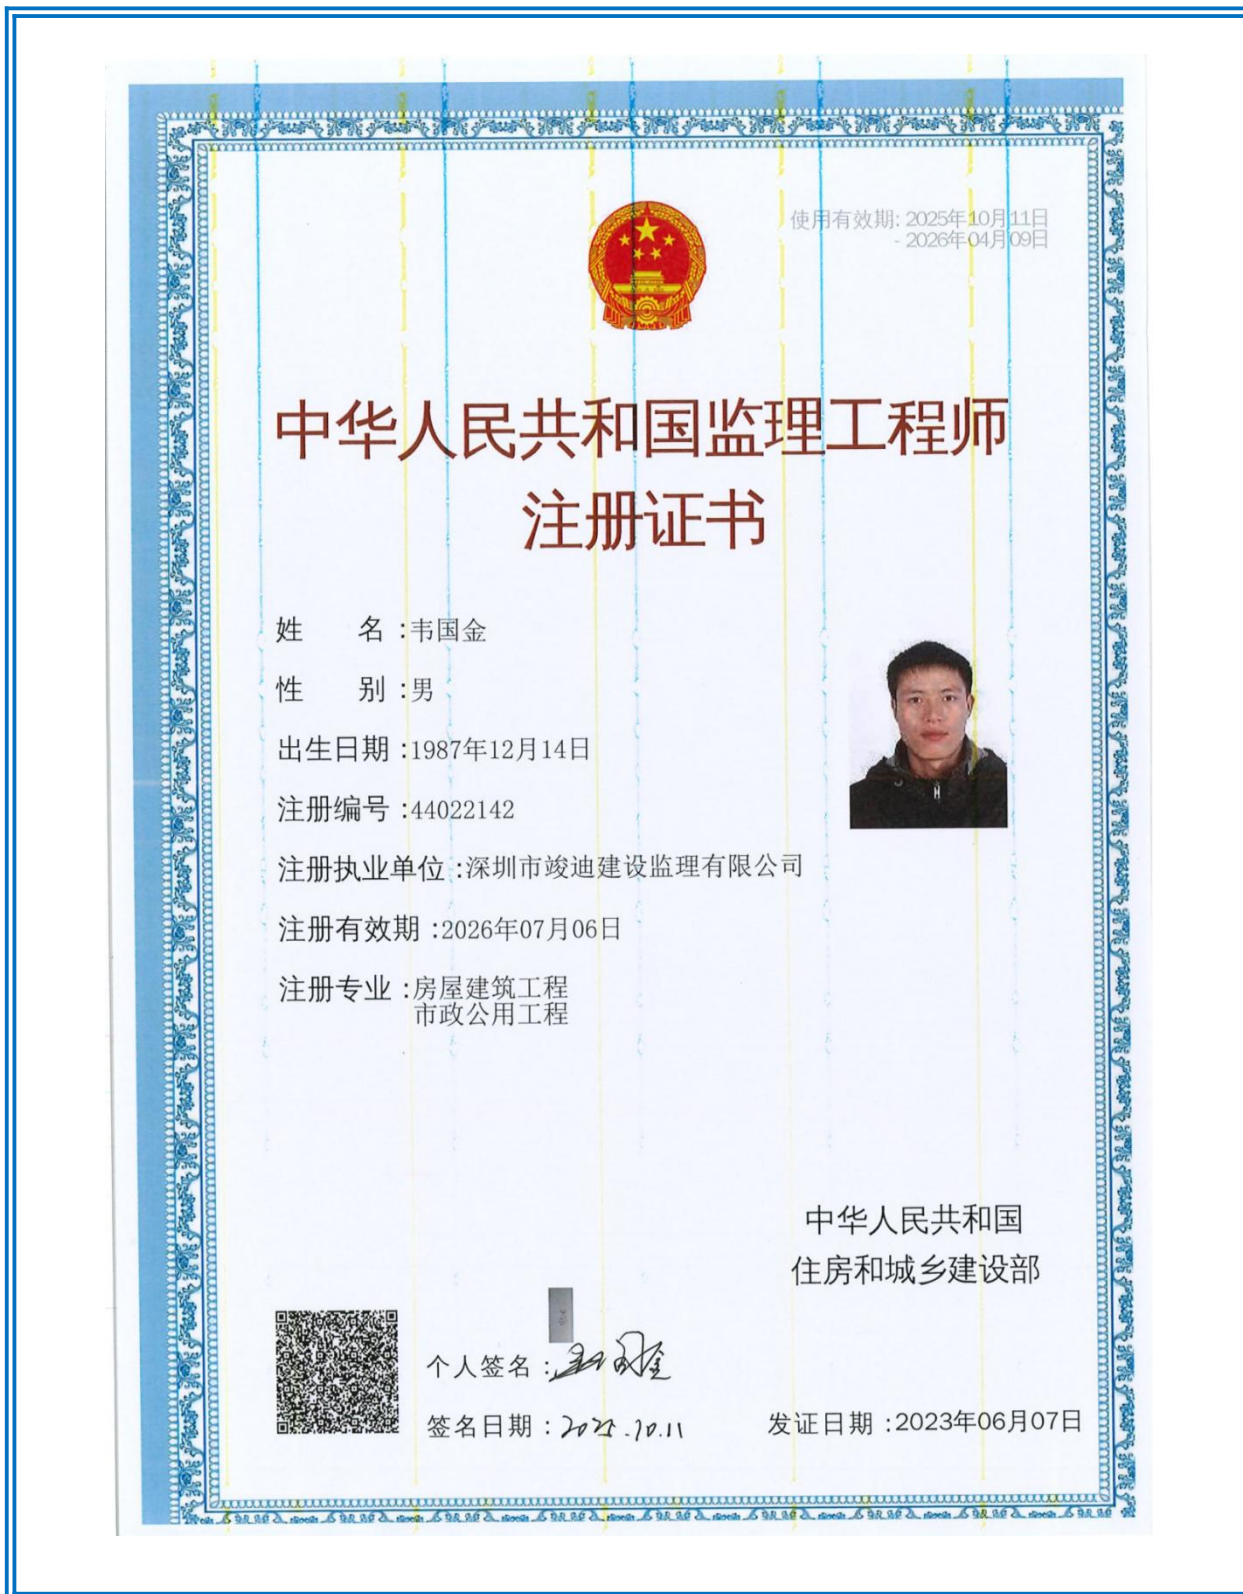 使用有效期: 2025年10月11日
- 2026年04月09日
中华人民共和国监理工程师
注册证书
姓 名 :韦国金
性 别 :男
出生日期 :1987年12月14日
注册编号 :44022142
注册执业单位 :深圳市竣迪建设监理有限公司
注册有效期 :2026年07月06日
注册专业 :房屋建筑工程
市政公用工程
中华人民共和国
住房和城乡建设部
个人签名 :韦国金
签名日期 :2025.10.11
发证日期 :2023年06月07日